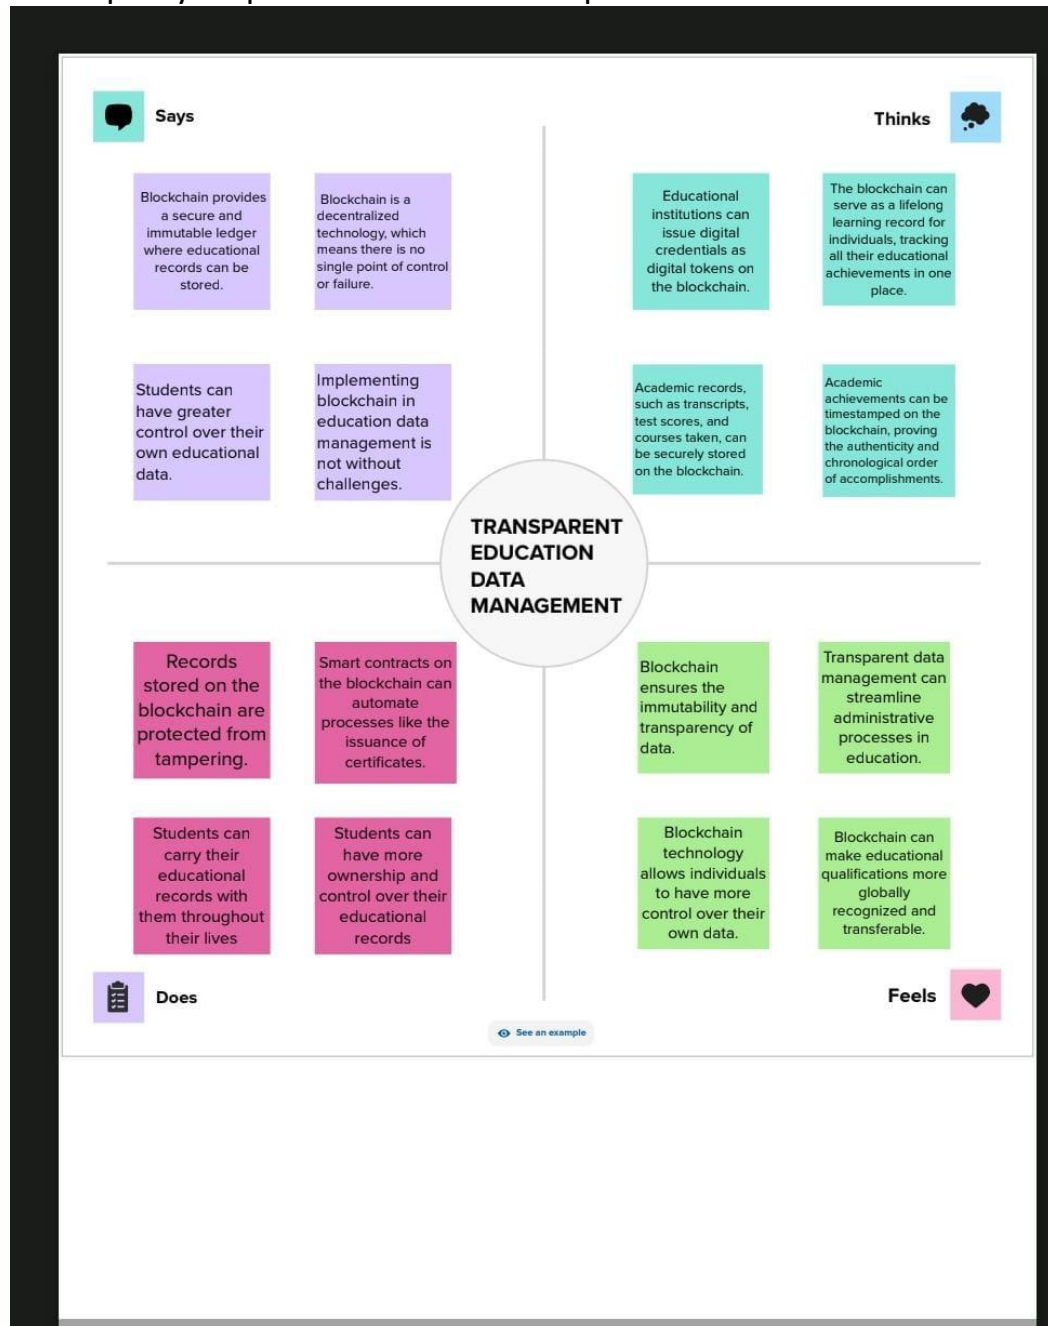 Says
Thinks
Blockchain provides
a secure and
immutable ledger
where educational
records can be
stored.
Blockchain is a
decentralized
technology, which
means there is no
single point of control
or failure.
Educational
institutions can
issue digital
credentials as
digital tokens on
the blockchain.
The blockchain can
serve as a lifelong
learning record for
individuals, tracking
all their educational
achievements in one
place.
Students can
have greater
control over their
own educational
data.
Implementing
blockchain in
education data
management is
not without
challenges.
Academic records,
such as transcripts,
test scores, and
courses taken, can
be securely stored
on the blockchain.
Academic
achievements can be
timestamped on the
blockchain, proving
the authenticity and
chronological order
of accomplishments.
TRANSPARENT
EDUCATION
DATA
MANAGEMENT
Records
stored on the
blockchain are
protected from
tampering.
Smart contracts on
the blockchain can
automate
processes like the
issuance of
certificates.
Blockchain
ensures the
immutability and
transparency of
data.
Transparent data
management can
streamline
administrative
processes in
education.
Students can
carry their
educational
records with
them throughout
their lives
Students can
have more
ownership and
control over their
educational
records
Blockchain
technology
allows individuals
to have more
control over their
own data.
Blockchain can
make educational
qualifications more
globally
recognized and
transferable.
Does
Feels
See an example